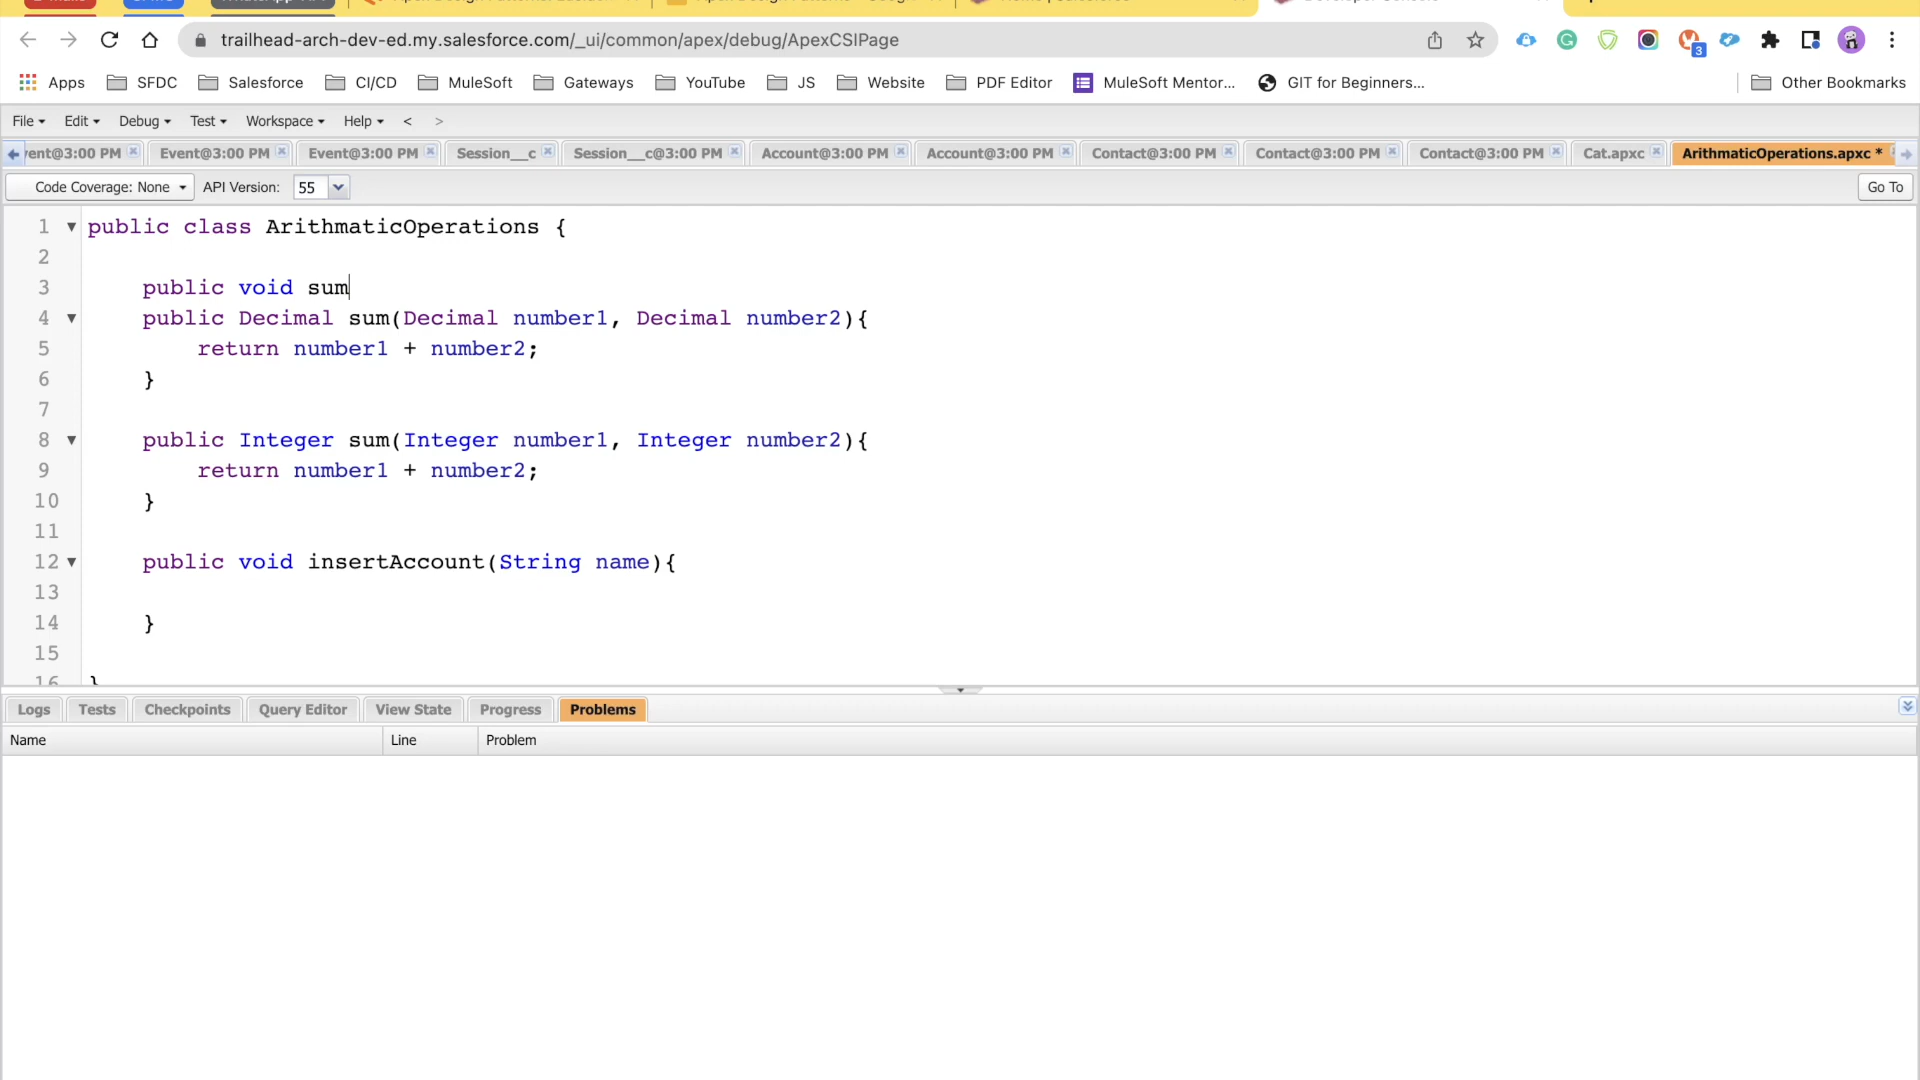 trailhead-arch-dev-ed.my.salesforce.com/_ui/common/apex/debug/ApexCSIPage
3
Apps SFDC Salesforce CI/CD MuleSoft Gateways YouTube JS Website PDF Editor MuleSoft Mentor... GIT for Beginners... Other Bookmarks
File Edit Debug Test Workspace Help < >
vent@3:00 PM Event@3:00 PM Event@3:00 PM Session__c Session__c@3:00 PM Account@3:00 PM Account@3:00 PM Contact@3:00 PM Contact@3:00 PM Contact@3:00 PM Cat.apxc ArithmaticOperations.apxc *
Code Coverage: None API Version: 55 Go To
1 public class ArithmaticOperations {
2
3 public void sum
4 public Decimal sum(Decimal number1, Decimal number2){
5 return number1 + number2;
6 }
7
8 public Integer sum(Integer number1, Integer number2){
9 return number1 + number2;
10 }
11
12 public void insertAccount(String name){
13
14 }
15
16 }
Logs Tests Checkpoints Query Editor View State Progress Problems
Name Line Problem